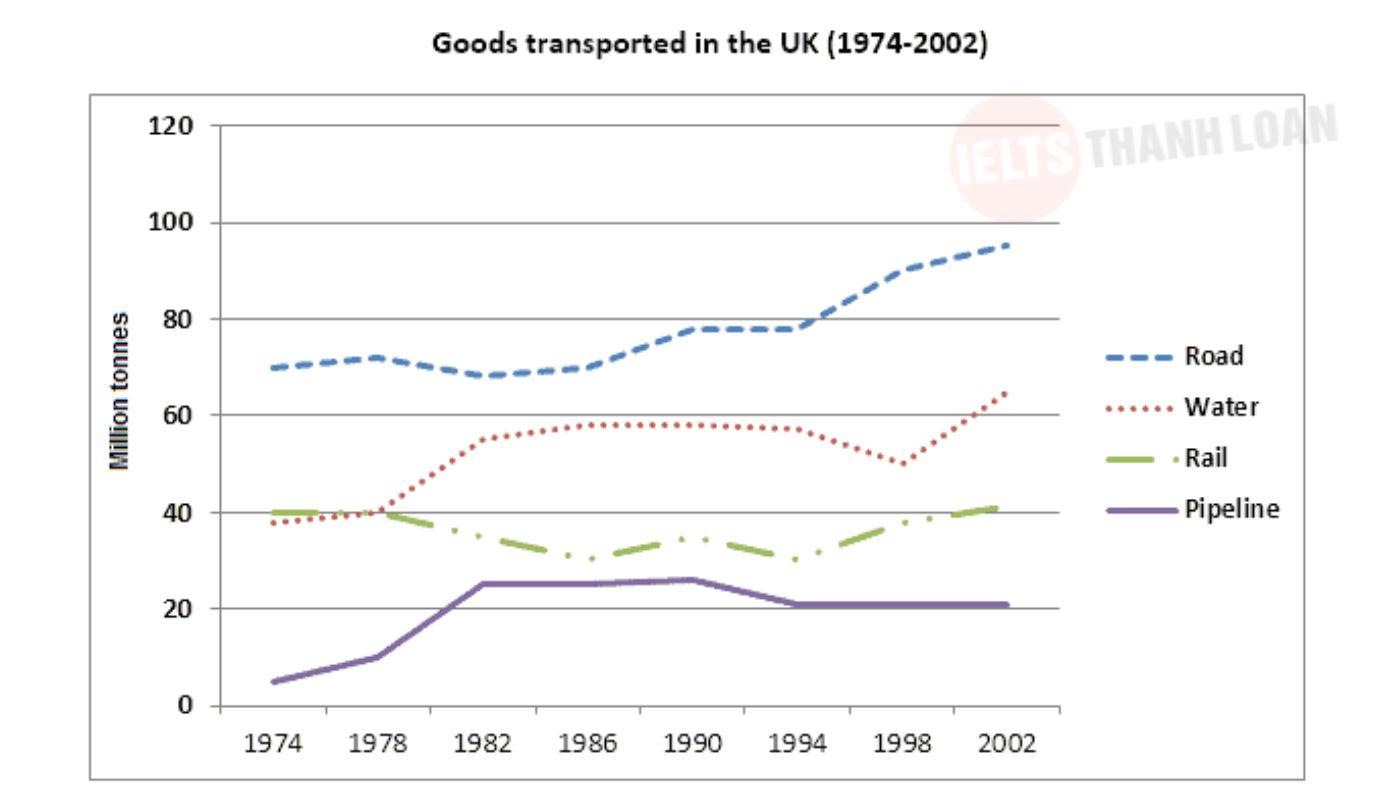 Goods transported in the UK (1974-2002)
IELTS THANH LOAN
120
100
80
60
40
20
0
Million tonnes
1974 1978 1982 1986 1990 1994 1998 2002
Road
Water
Rail
Pipeline